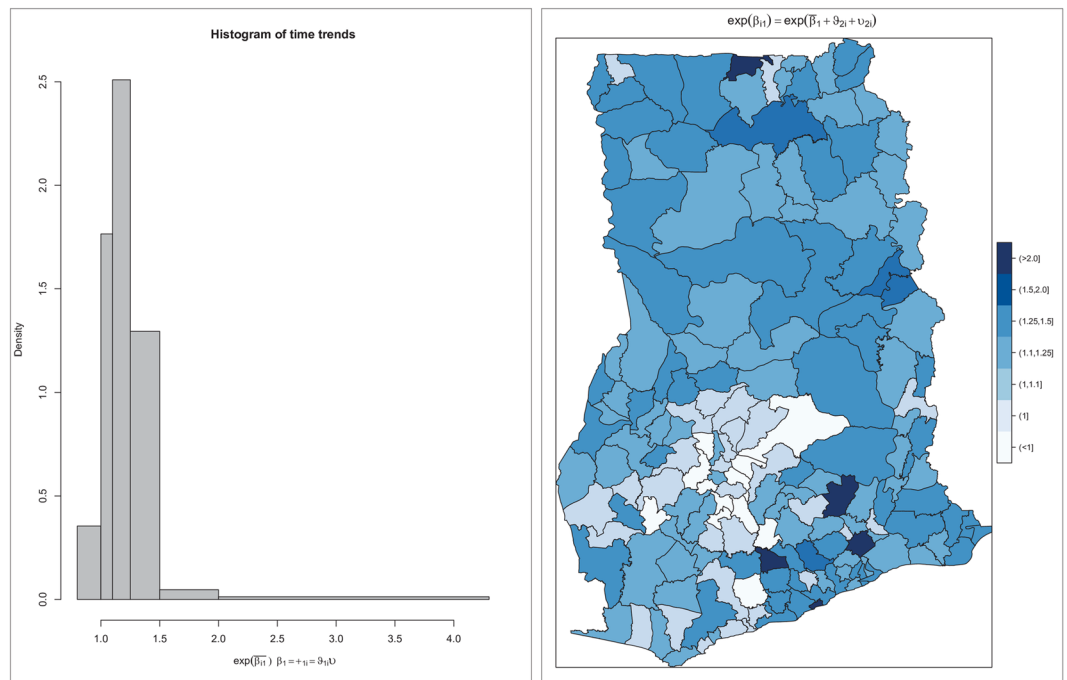 Histogram of time trends
Density
2.5
2.0
1.5
1.0
0.5
0.0
1.0 1.5 2.0 2.5 3.0 3.5 4.0
exp(β̅i̅1̅) β1 = +1i = ϑ1iυ
exp(βi1) = exp(β̅1 + ϑ2i + υ2i)
(>2.0]
(1.5,2.0]
(1.25,1.5]
(1.1,1.25]
(1,1.1]
(1]
(<1]